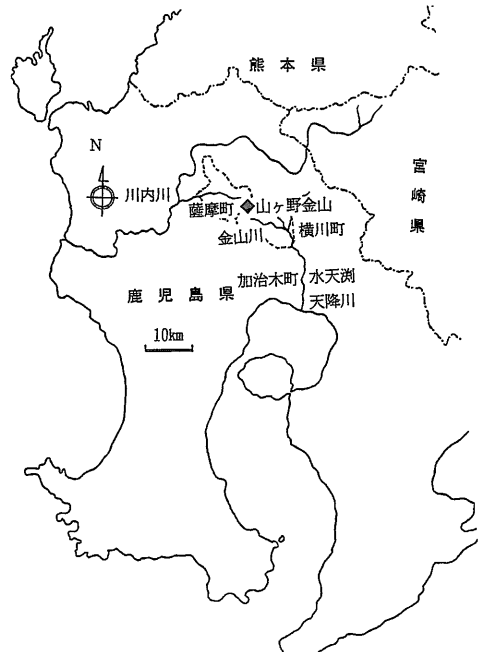 熊本県
宮崎県
N
川内川
薩摩町
山ヶ野金山
金山川
横川町
加治木町
水天渕
鹿児島県
天降川
10km